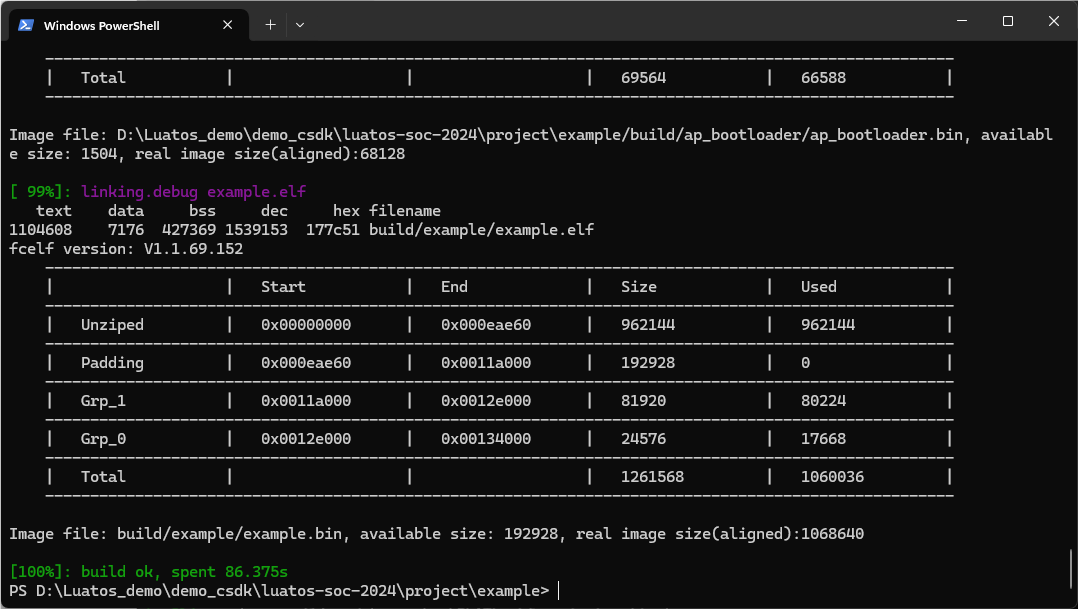 Windows PowerShell
| Total | | | 69564 | 66588 |
Image file: D:\Luatos_demo\demo_csdk\luatos-soc-2024\project\example/build/ap_bootloader/ap_bootloader.bin, availabl
e size: 1504, real image size(aligned):68128
[ 99%]: linking.debug example.elf
text data bss dec hex filename
1104608 7176 427369 1539153 177c51 build/example/example.elf
fcelf version: V1.1.69.152
| | Start | End | Size | Used |
| Unziped | 0x00000000 | 0x000eae60 | 962144 | 962144 |
| Padding | 0x000eae60 | 0x0011a000 | 192928 | 0 |
| Grp_1 | 0x0011a000 | 0x0012e000 | 81920 | 80224 |
| Grp_0 | 0x0012e000 | 0x00134000 | 24576 | 17668 |
| Total | | | 1261568 | 1060036 |
Image file: build/example/example.bin, available size: 192928, real image size(aligned):1068640
[100%]: build ok, spent 86.375s
PS D:\Luatos_demo\demo_csdk\luatos-soc-2024\project\example>